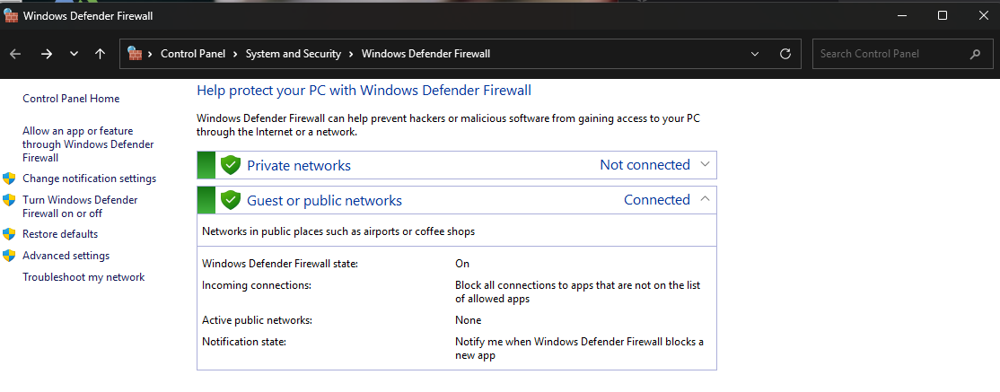 Windows Defender Firewall
Control Panel > System and Security > Windows Defender Firewall
Search Control Panel
Control Panel Home
Allow an app or feature
through Windows Defender
Firewall
Change notification settings
Turn Windows Defender
Firewall on or off
Restore defaults
Advanced settings
Troubleshoot my network
Help protect your PC with Windows Defender Firewall
Windows Defender Firewall can help prevent hackers or malicious software from gaining access to your PC
through the Internet or a network.
Private networks Not connected
Guest or public networks Connected
Networks in public places such as airports or coffee shops
Windows Defender Firewall state: On
Incoming connections: Block all connections to apps that are not on the list
of allowed apps
Active public networks: None
Notification state: Notify me when Windows Defender Firewall blocks a
new app